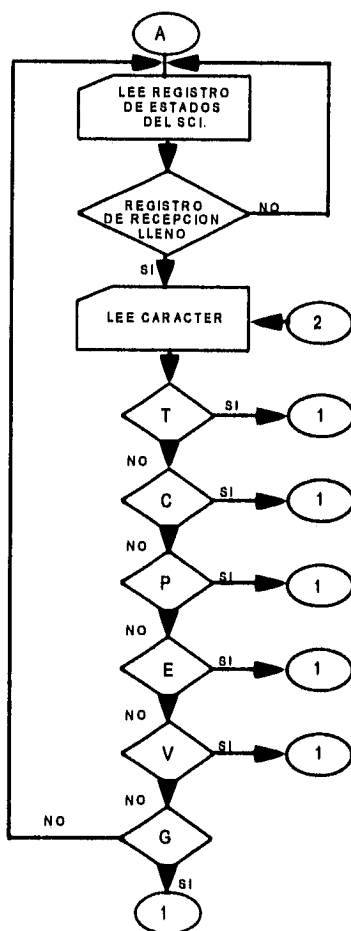 A
LEE REGISTRO
DE ESTADOS
DEL SCI.
REGISTRO
DE RECEPCION
LLENO
NO
SI
LEE CARACTER
2
T
SI
1
NO
C
SI
1
NO
P
SI
1
NO
E
SI
1
NO
V
SI
1
NO
NO
G
SI
1